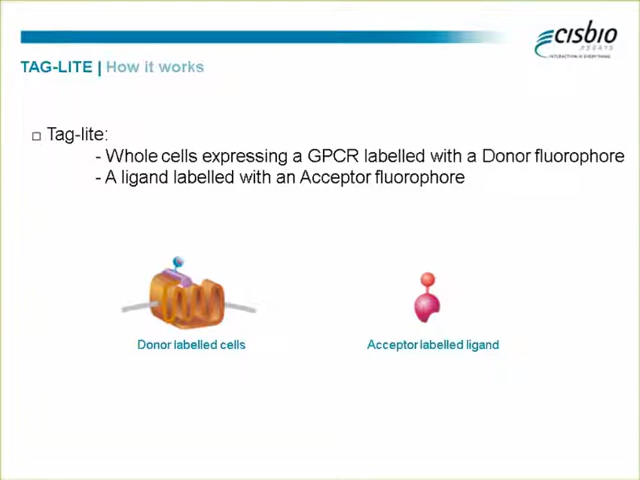 cisbio
ASSAYS
INTERACTION IS EVERYTHING
TAG-LITE | How it works
Tag-lite:
- Whole cells expressing a GPCR labelled with a Donor fluorophore
- A ligand labelled with an Acceptor fluorophore
Donor labelled cells
Acceptor labelled ligand